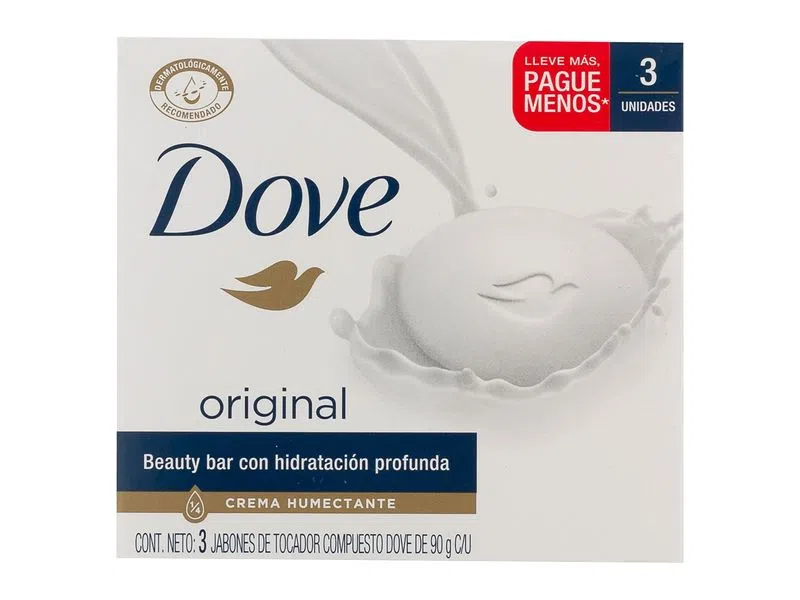 DERMATOLÓGICAMENTE
RECOMENDADO
LLEVE MÁS,
PAGUE
MENOS*
3
UNIDADES
Dove
original
Beauty bar con hidratación profunda
1/4
CREMA HUMECTANTE
CONT. NETO: 3 JABONES DE TOCADOR COMPUESTO DOVE DE 90 g C/U